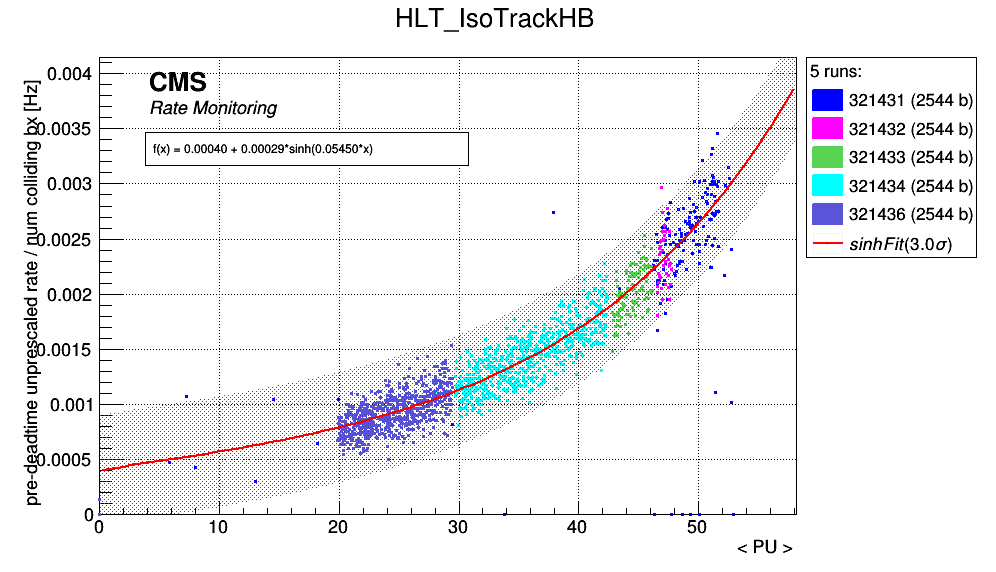 HLT_IsoTrackHB
pre-deadtime unprescaled rate / num colliding bx [Hz]
0.004
0.0035
0.003
0.0025
0.002
0.0015
0.001
0.0005
0
CMS
Rate Monitoring
f(x) = 0.00040 + 0.00029*sinh(0.05450*x)
0 10 20 30 40 50
< PU >
5 runs:
321431 (2544 b)
321432 (2544 b)
321433 (2544 b)
321434 (2544 b)
321436 (2544 b)
sinhFit(3.0σ)